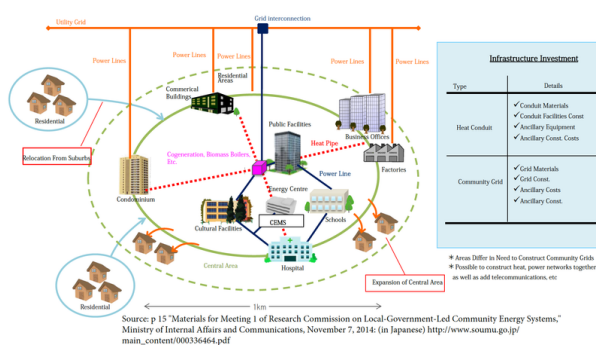 Utility Grid
Grid interconnection
Power Lines
Power Lines
Power Lines
Power Lines
Residential
Areas
Commerical
Buildings
Public Facilities
Business Offices
Residential
Relocation From Suburbs
Cogeneration, Biomass Boilers,
Etc.
Heat Pipe
Factories
Condominium
Energy Centre
Power Line
CEMS
Schools
Cultural Facilities
Hospital
Central Area
Expansion of Central Area
Residential
1km
Infrastructure Investment
Type
Details
Heat Conduit
✓Conduit Materials
✓Conduit Facilities Const
✓Ancillary Equipment
✓Ancillary Const. Costs
Community Grid
✓Grid Materials
✓Grid Const.
✓Ancillary Costs
✓Ancillary Const.
* Areas Differ in Need to Construct Community Grids
* Possible to construct heat, power networks together
as well as add telecommunications, etc
Source: p 15 "Materials for Meeting 1 of Research Commission on Local-Government-Led Community Energy Systems,"
Ministry of Internal Affairs and Communications, November 7, 2014: (in Japanese) http://www.soumu.go.jp/
main_content/000336464.pdf